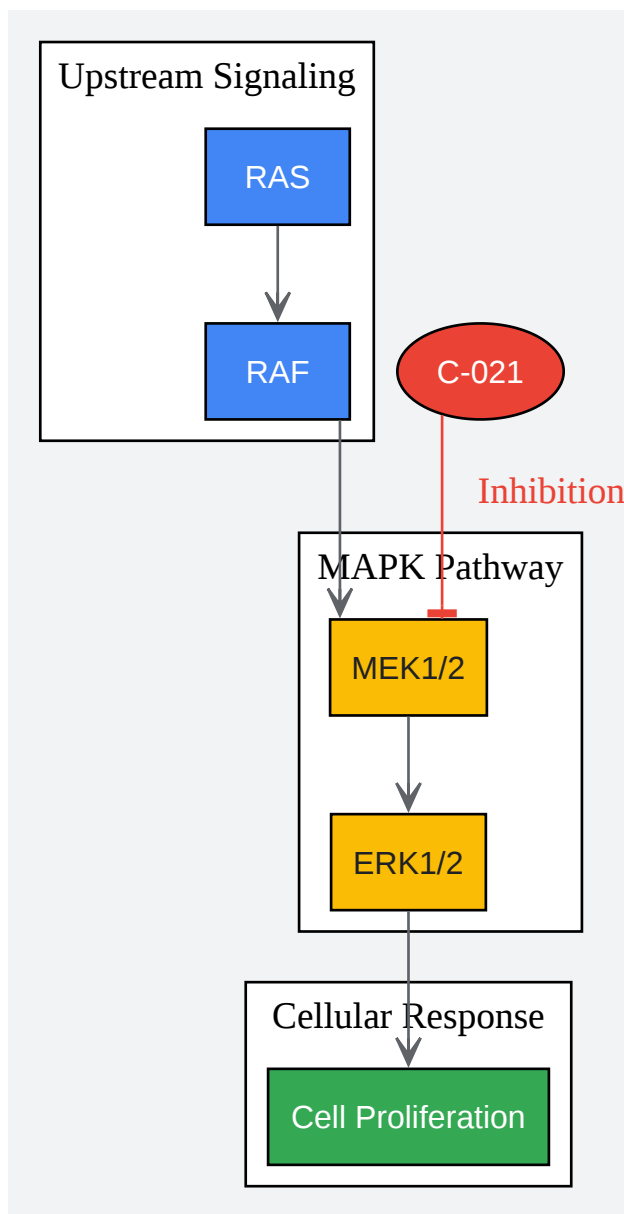 Upstream Signaling
RAS
RAF
C-021
Inhibition
MAPK Pathway
MEK1/2
ERK1/2
Cellular Response
Cell Proliferation